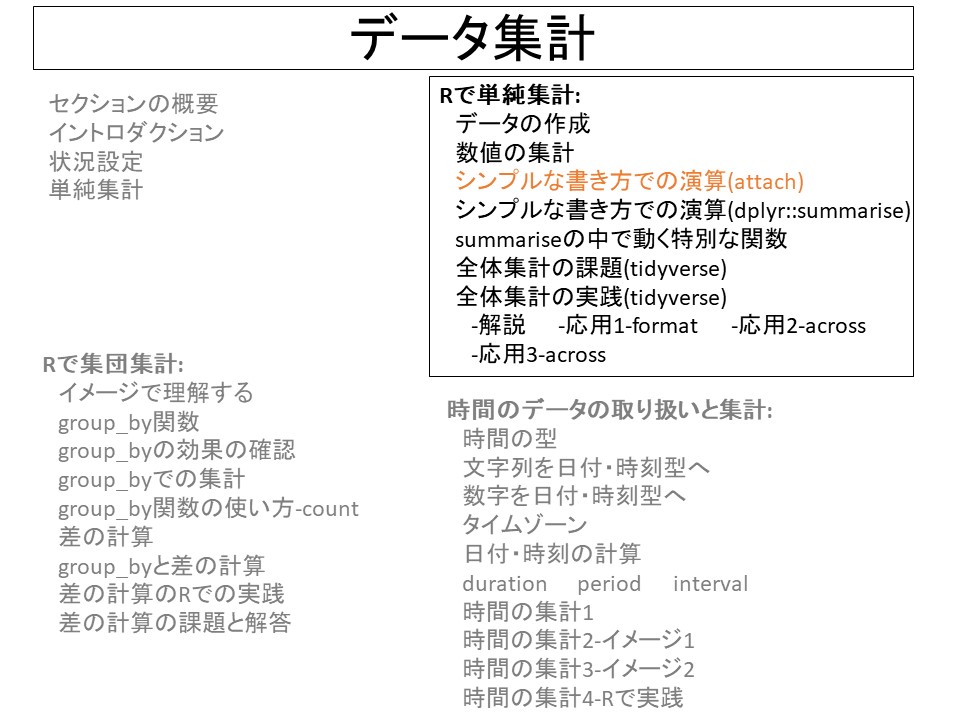 データ集計
セクションの概要
イントロダクション
状況設定
単純集計
Rで単純集計:
データの作成
数値の集計
シンプルな書き方での演算(attach)
シンプルな書き方での演算(dplyr::summarise)
summariseの中で動く特別な関数
全体集計の課題(tidyverse)
全体集計の実践(tidyverse)
-解説 -応用1-format -応用2-across
-応用3-across
Rで集団集計:
イメージで理解する
group_by関数
group_byの効果の確認
group_byでの集計
group_by関数の使い方-count
差の計算
group_byと差の計算
差の計算のRでの実践
差の計算の課題と解答
時間のデータの取り扱いと集計:
時間の型
文字列を日付・時刻型へ
数字を日付・時刻型へ
タイムゾーン
日付・時刻の計算
duration period interval
時間の集計1
時間の集計2-イメージ1
時間の集計3-イメージ2
時間の集計4-Rで実践